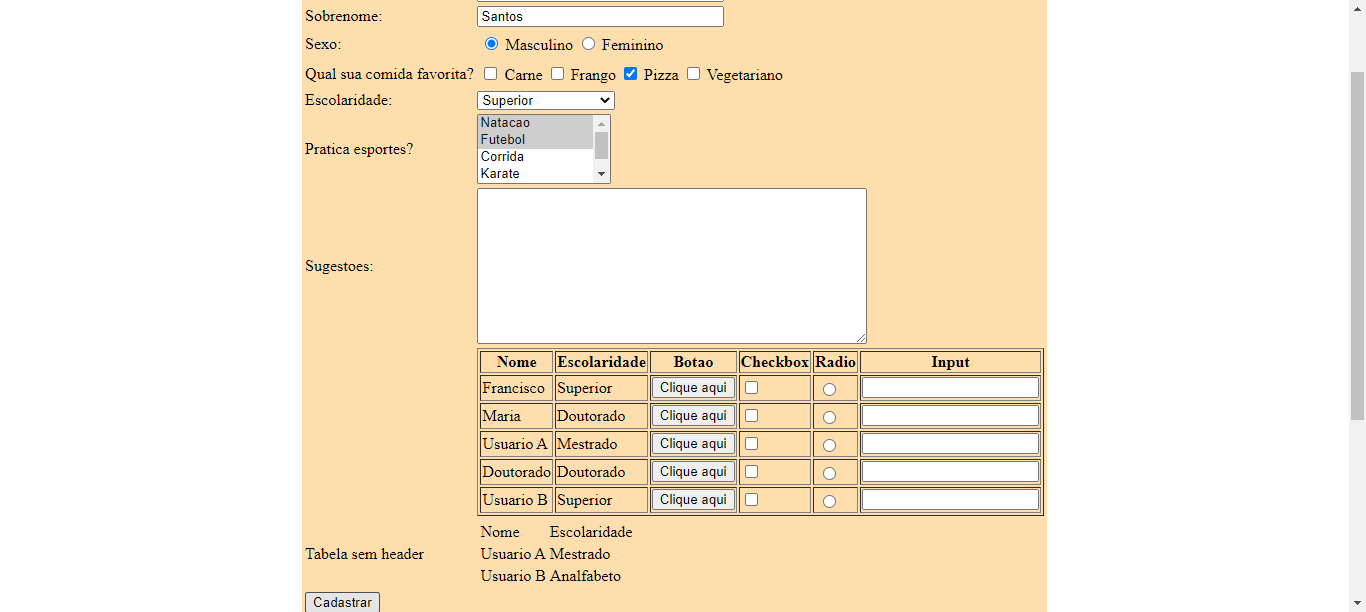 Sobrenome: Santos
Sexo: Masculino Feminino
Qual sua comida favorita? Carne Frango Pizza Vegetariano
Escolaridade: Superior
Natacao
Futebol
Pratica esportes?
Corrida
Karate
Sugestoes:
Nome Escolaridade Botao Checkbox Radio Input
Francisco Superior Clique aqui
Maria Doutorado Clique aqui
Usuario A Mestrado Clique aqui
Doutorado Doutorado Clique aqui
Usuario B Superior Clique aqui
Nome Escolaridade
Tabela sem header Usuario A Mestrado
Usuario B Analfabeto
Cadastrar